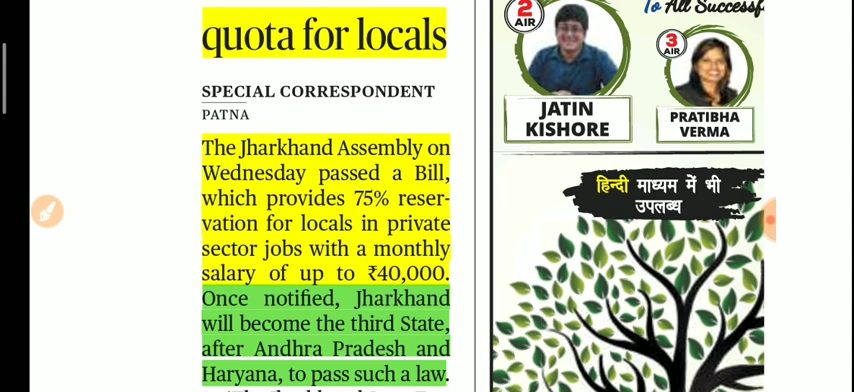 quota for locals
SPECIAL CORRESPONDENT
PATNA
The Jharkhand Assembly on
Wednesday passed a Bill,
which provides 75% reser-
vation for locals in private
sector jobs with a monthly
salary of up to ₹40,000.
Once notified, Jharkhand
will become the third State,
after Andhra Pradesh and
Haryana, to pass such a law.
To All Successf
2
AIR
JATIN
KISHORE
3
AIR
PRATIBHA
VERMA
हिन्दी माध्यम में भी
उपलब्ध